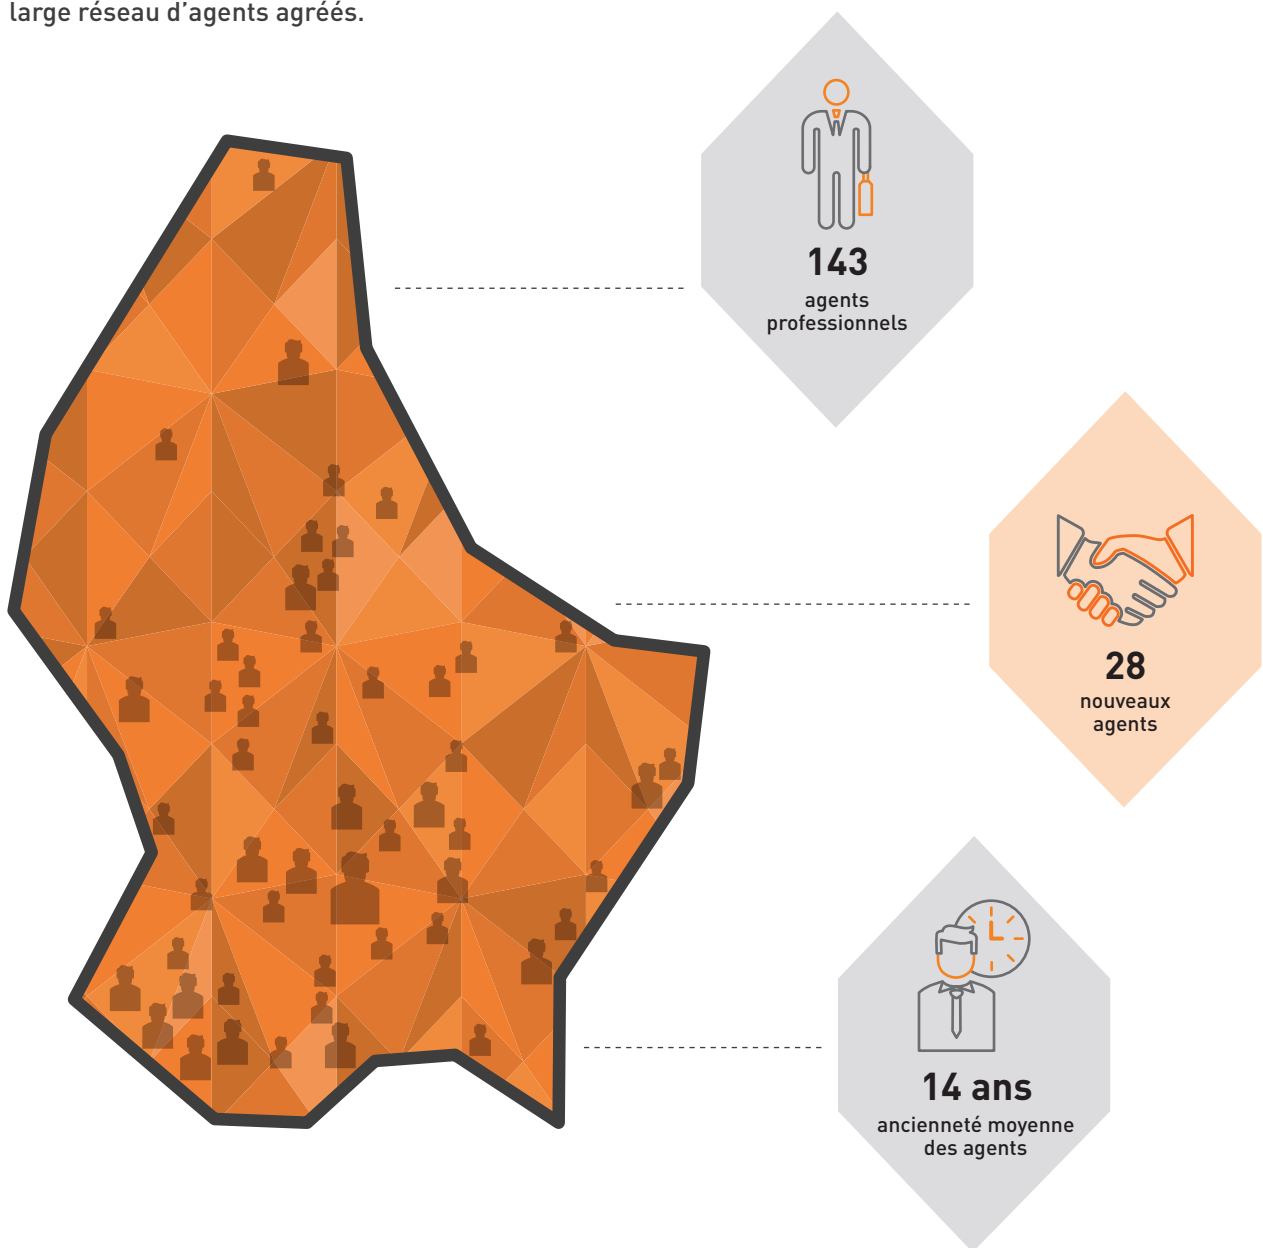 large réseau d’agents agréés.
143
agents
professionnels
28
nouveaux
agents
14 ans
ancienneté moyenne
des agents